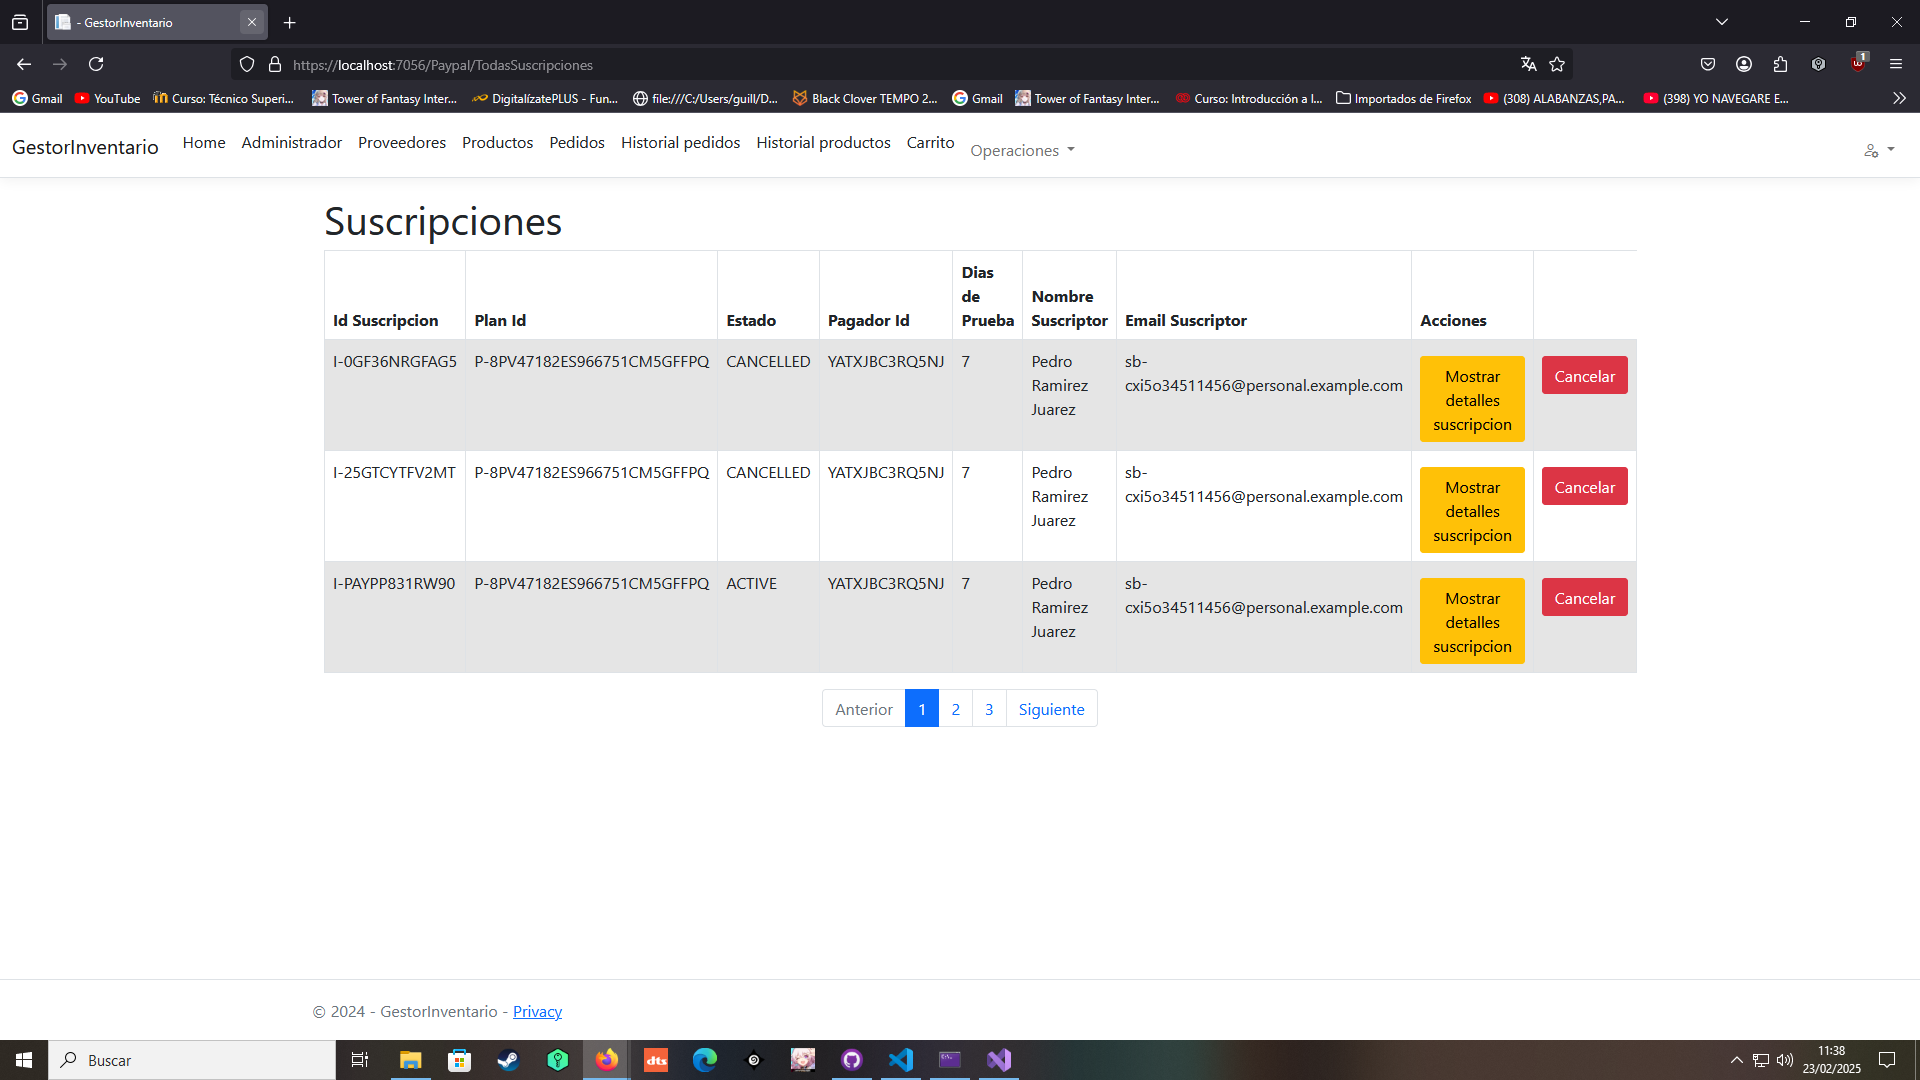 - GestorInventario
https://localhost:7056/Paypal/TodasSuscripciones
1
Gmail
YouTube
Curso: Técnico Superi...
Tower of Fantasy Inter...
DigitalízatePLUS - Fun...
file:///C:/Users/guill/D...
Black Clover TEMPO 2...
Gmail
Tower of Fantasy Inter...
Curso: Introducción a l...
Importados de Firefox
(308) ALABANZAS,PA...
(398) YO NAVEGARE E...
GestorInventario
Home
Administrador
Proveedores
Productos
Pedidos
Historial pedidos
Historial productos
Carrito
Operaciones
Suscripciones
Id Suscripcion
Plan Id
Estado
Pagador Id
Dias
de
Prueba
Nombre
Suscriptor
Email Suscriptor
Acciones
I-0GF36NRGFAG5
P-8PV47182ES966751CM5GFFPQ
CANCELLED
YATXJBC3RQ5NJ
7
Pedro
Ramirez
Juarez
sb-
cxi5o34511456@personal.example.com
Mostrar
detalles
suscripcion
Cancelar
I-25GTCYTFV2MT
P-8PV47182ES966751CM5GFFPQ
CANCELLED
YATXJBC3RQ5NJ
7
Pedro
Ramirez
Juarez
sb-
cxi5o34511456@personal.example.com
Mostrar
detalles
suscripcion
Cancelar
I-PAYPP831RW90
P-8PV47182ES966751CM5GFFPQ
ACTIVE
YATXJBC3RQ5NJ
7
Pedro
Ramirez
Juarez
sb-
cxi5o34511456@personal.example.com
Mostrar
detalles
suscripcion
Cancelar
Anterior
1
2
3
Siguiente
© 2024 - GestorInventario - Privacy
Buscar
dts
11:38
23/02/2025